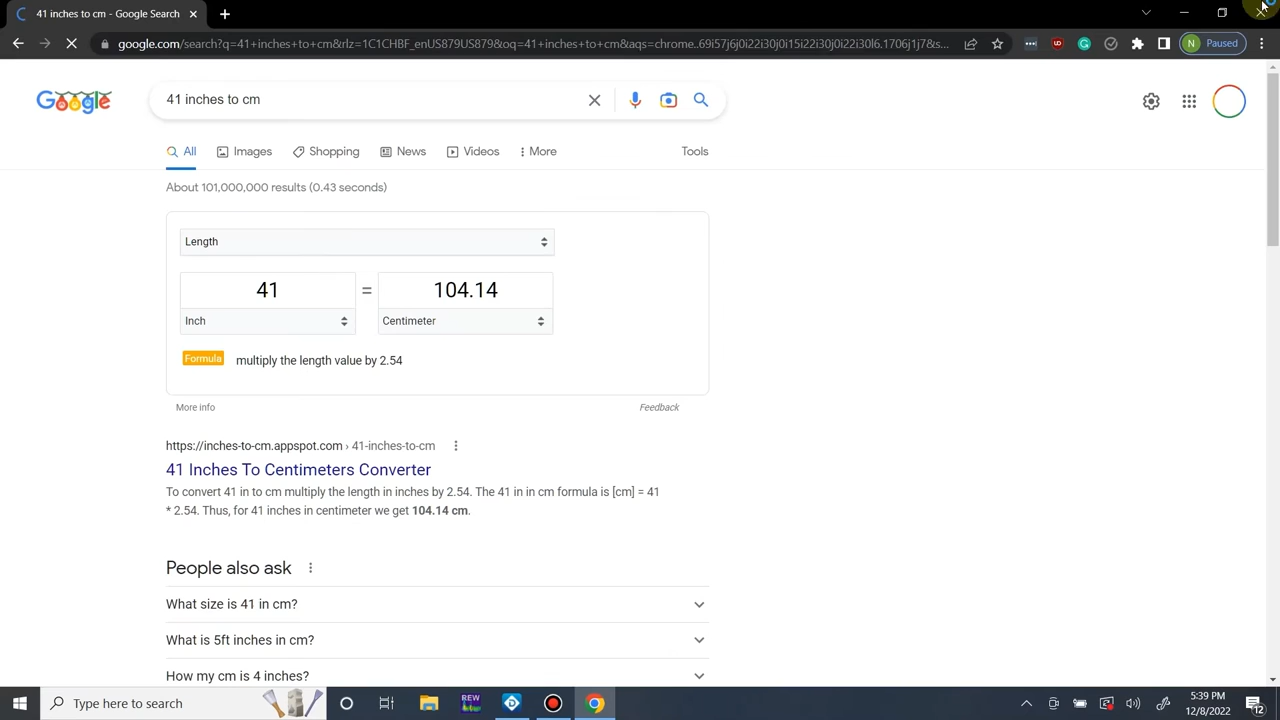 41 inches to cm - Google Search
google.com/search?q=41+inches+to+cm&rlz=1C1CHBF_enUS879US879&oq=41+inches+to+cm&aqs=chrome..69i57j6j0i22i30j0i15i22i30j0i22i30l6.1706j1j7&s...
N Paused
Google
41 inches to cm
All Images Shopping News Videos More Tools
About 101,000,000 results (0.43 seconds)
Length
41 = 104.14
Inch Centimeter
Formula multiply the length value by 2.54
More info Feedback
https://inches-to-cm.appspot.com › 41-inches-to-cm
41 Inches To Centimeters Converter
To convert 41 in to cm multiply the length in inches by 2.54. The 41 in in cm formula is [cm] = 41
* 2.54. Thus, for 41 inches in centimeter we get 104.14 cm.
People also ask
What size is 41 in cm?
What is 5ft inches in cm?
How my cm is 4 inches?
Type here to search
REW
5:39 PM
12/8/2022
12